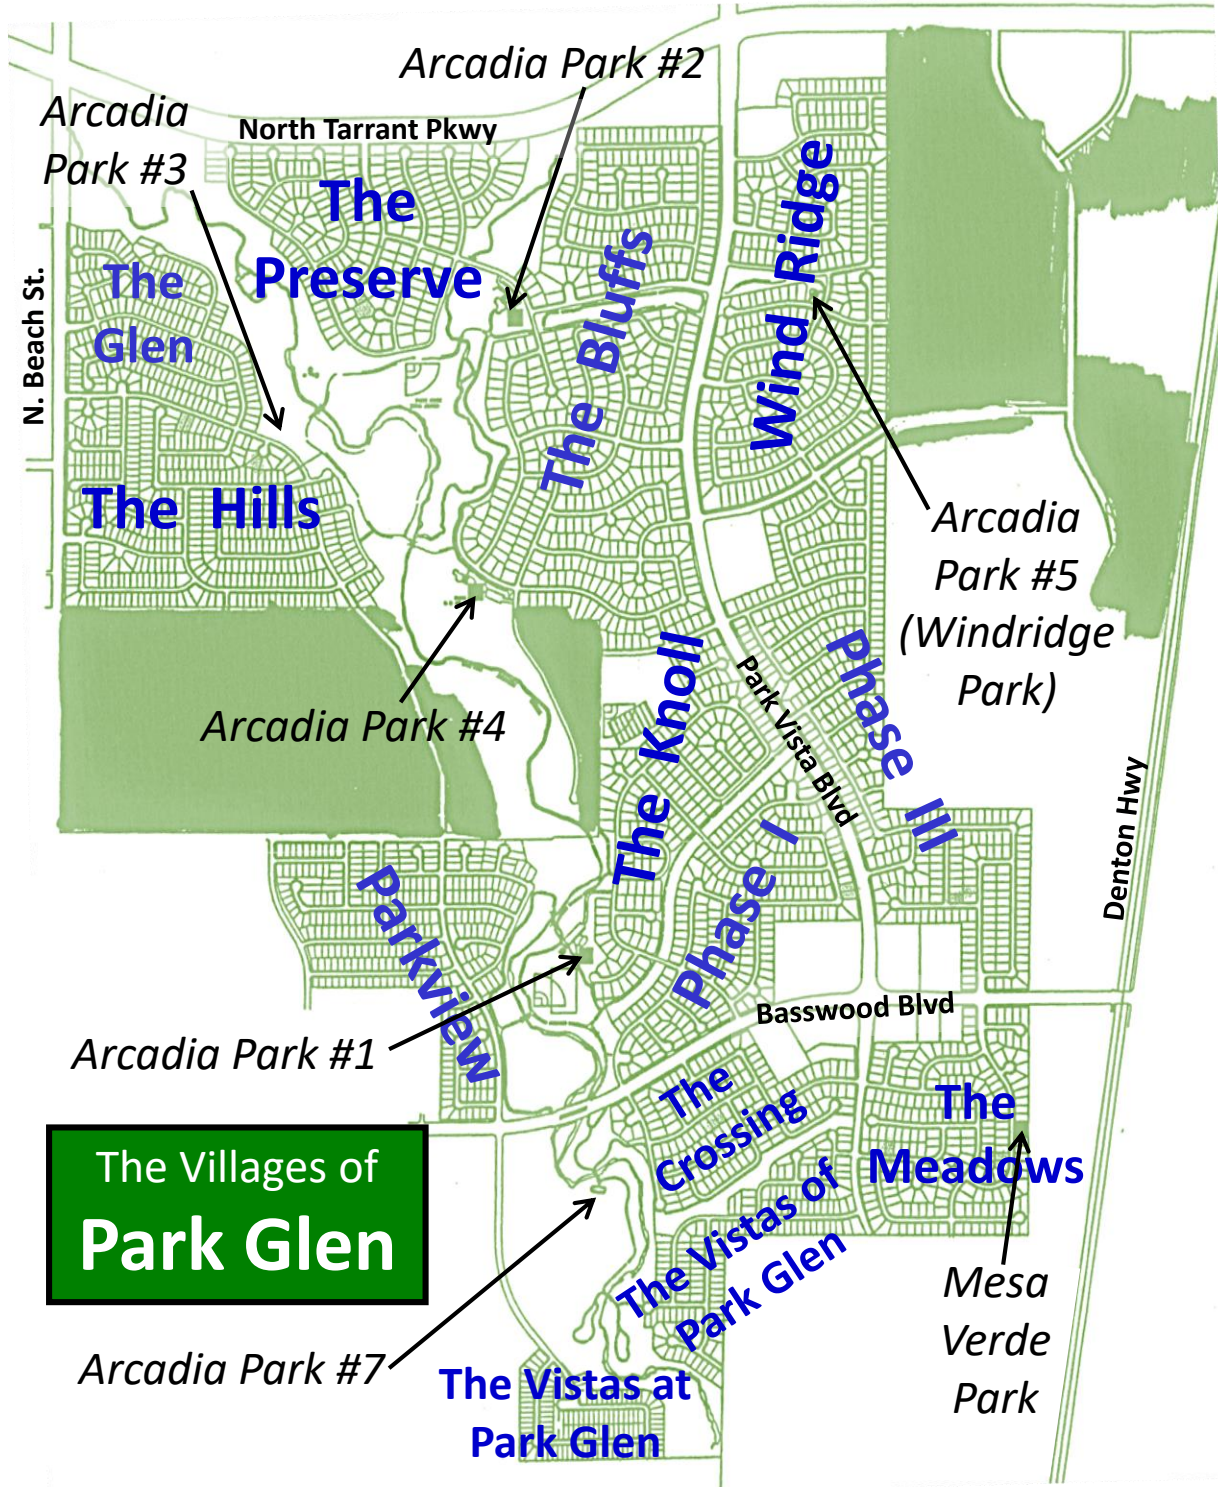 Arcadia Park #2
Arcadia
Park #3
North Tarrant Pkwy
The
Preserve
The
Glen
N. Beach St.
The Bluffs
Wind Ridge
The Hills
Arcadia
Park #5
(Windridge
Park)
Arcadia Park #4
The Knoll
Park Vista Blvd
Phase III
Denton Hwy
Phase I
Parkview
Basswood Blvd
Arcadia Park #1
The
Crossing
The
Meadows
The Villages of
Park Glen
The Vistas of
Park Glen
Mesa
Verde
Park
Arcadia Park #7
The Vistas at
Park Glen